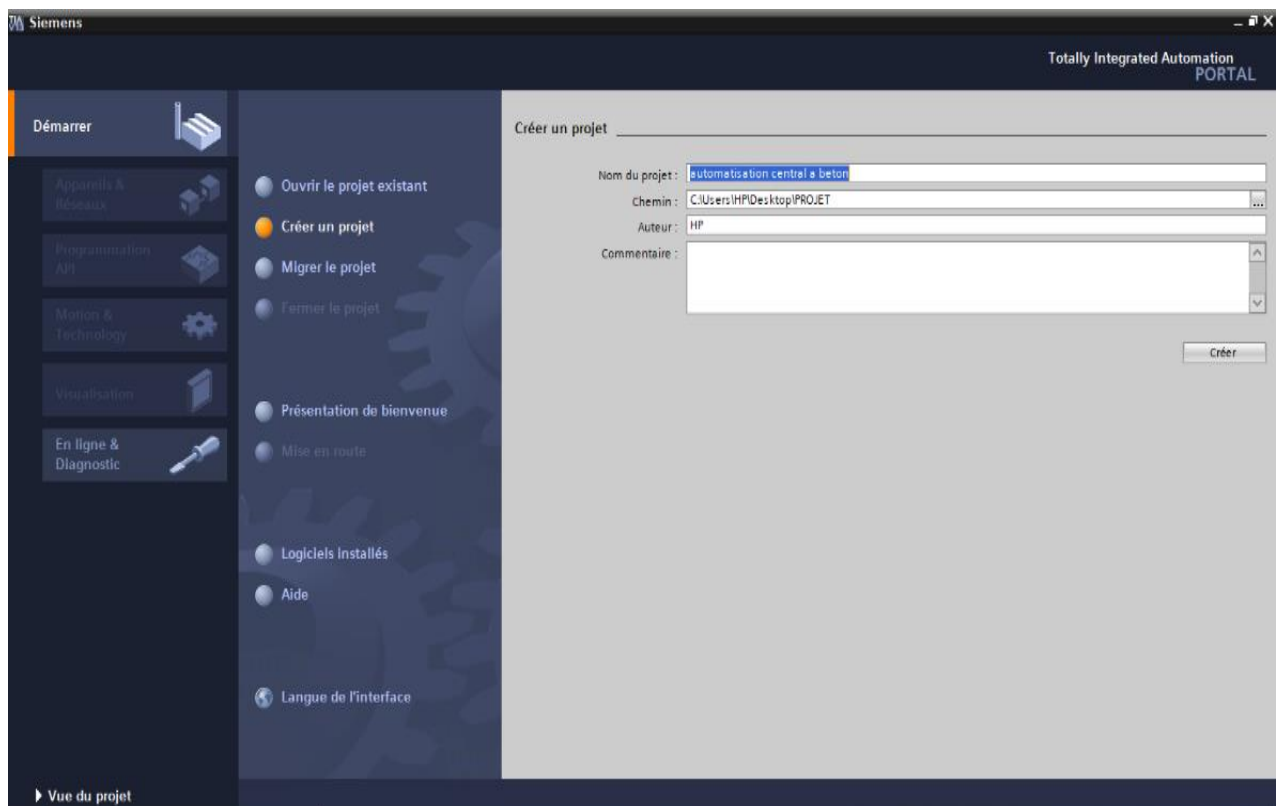 Siemens
Totally Integrated Automation
PORTAL
Démarrer
Appareils &
Réseaux
Programmation
API
Motion &
Technology
Visualisation
En ligne &
Diagnostic
Ouvrir le projet existant
Créer un projet
Migrer le projet
Fermer le projet
Présentation de bienvenue
Mise en route
Logiciels installés
Aide
Langue de l'interface
Créer un projet
Nom du projet : automatisation central a beton
Chemin : C:\Users\HP\Desktop\PROJET
...
Auteur : HP
Commentaire :
Créer
Vue du projet